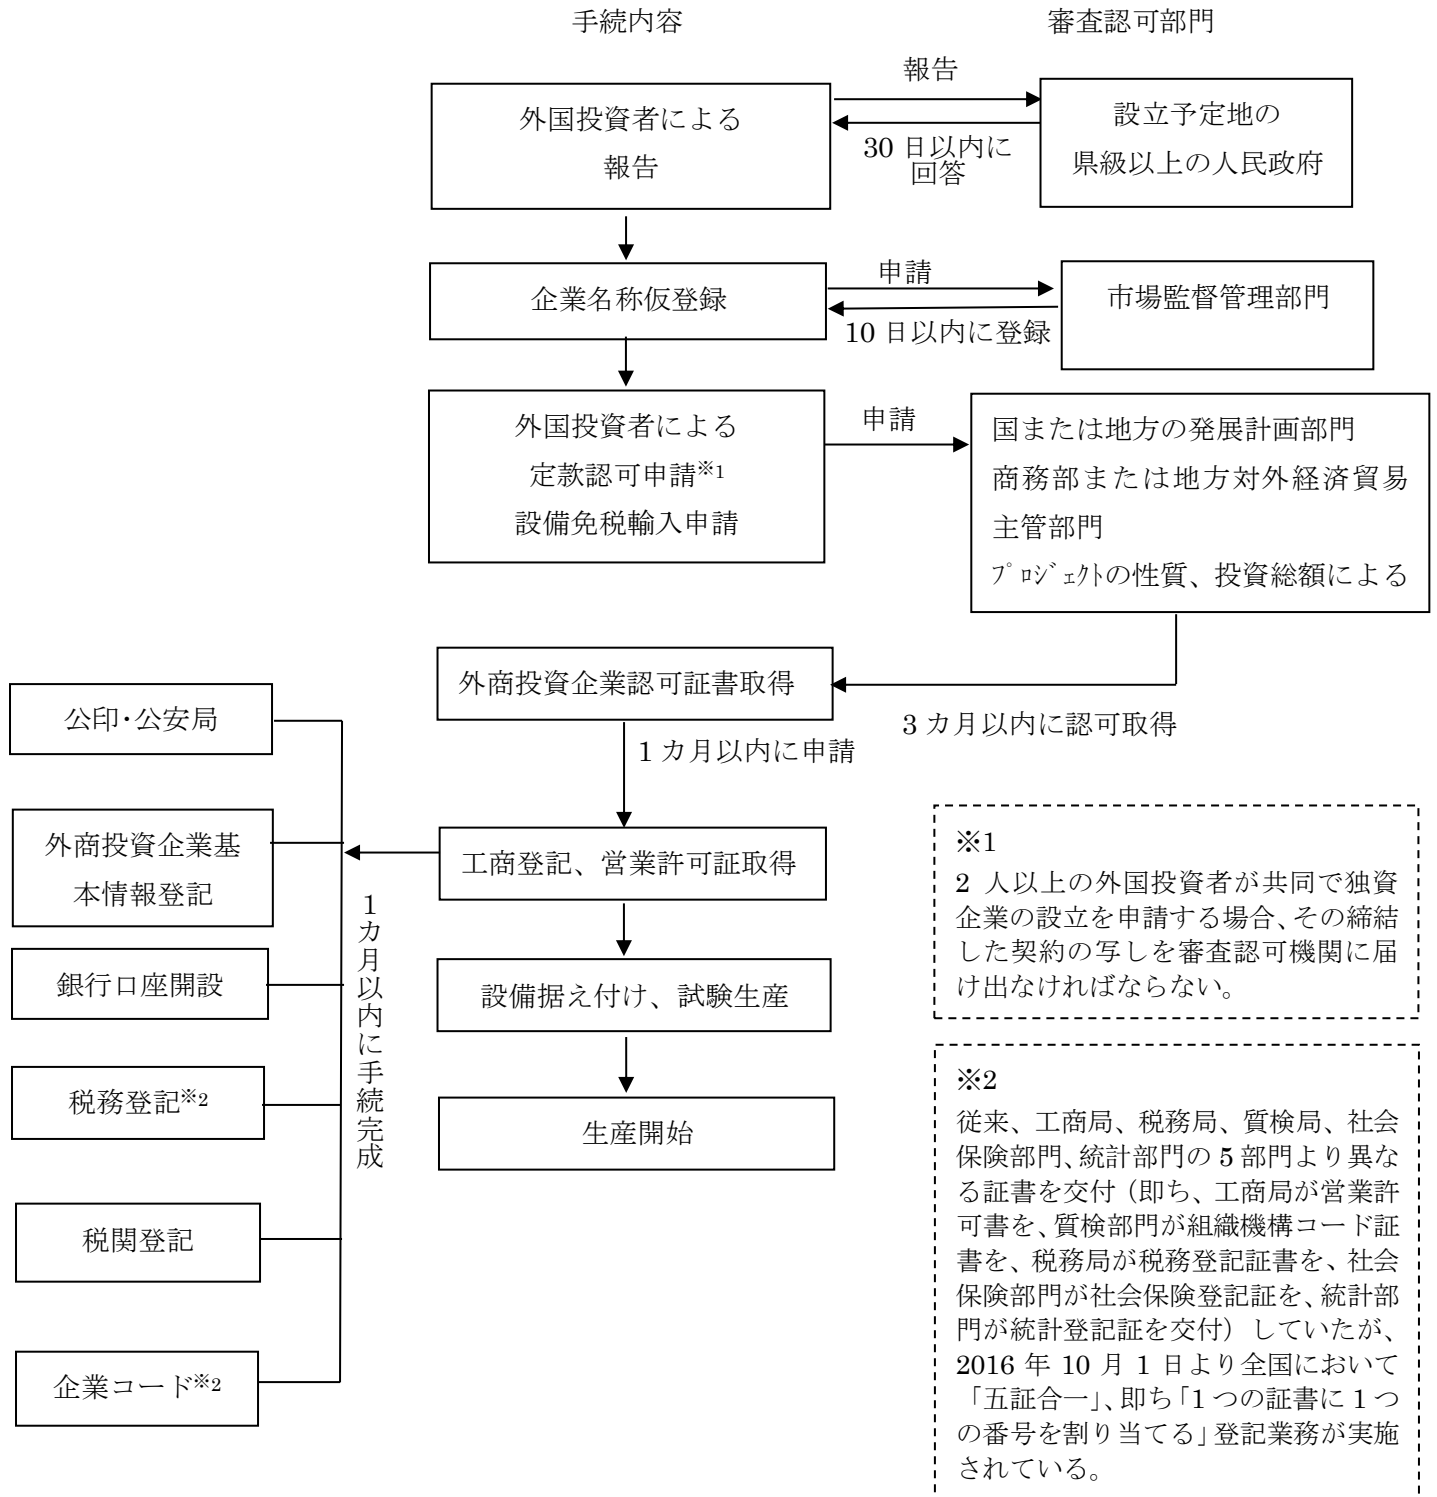 手続内容
審査認可部門
外国投資者による
報告
報告
30 日以内に
回答
設立予定地の
県級以上の人民政府
企業名称仮登録
申請
10 日以内に登録
市場監督管理部門
外国投資者による
定款認可申請※1
設備免税輸入申請
申請
国または地方の発展計画部門
商務部または地方対外経済貿易
主管部門
ﾌﾟﾛｼﾞｪｸﾄの性質、投資総額による
外商投資企業認可証書取得
3 カ月以内に認可取得
1 カ月以内に申請
工商登記、営業許可証取得
1カ月以内に手続完成
公印・公安局
外商投資企業基
本情報登記
銀行口座開設
税務登記※2
税関登記
企業コード※2
設備据え付け、試験生産
生産開始
※1
2 人以上の外国投資者が共同で独資
企業の設立を申請する場合、その締結
した契約の写しを審査認可機関に届
け出なければならない。
※2
従来、工商局、税務局、質検局、社会
保険部門、統計部門の 5 部門より異な
る証書を交付（即ち、工商局が営業許
可書を、質検部門が組織機構コード証
書を、税務局が税務登記証書を、社会
保険部門が社会保険登記証を、統計部
門が統計登記証を交付）していたが、
2016 年 10 月 1 日より全国において
「五証合一」、即ち「1 つの証書に 1 つ
の番号を割り当てる」登記業務が実施
されている。